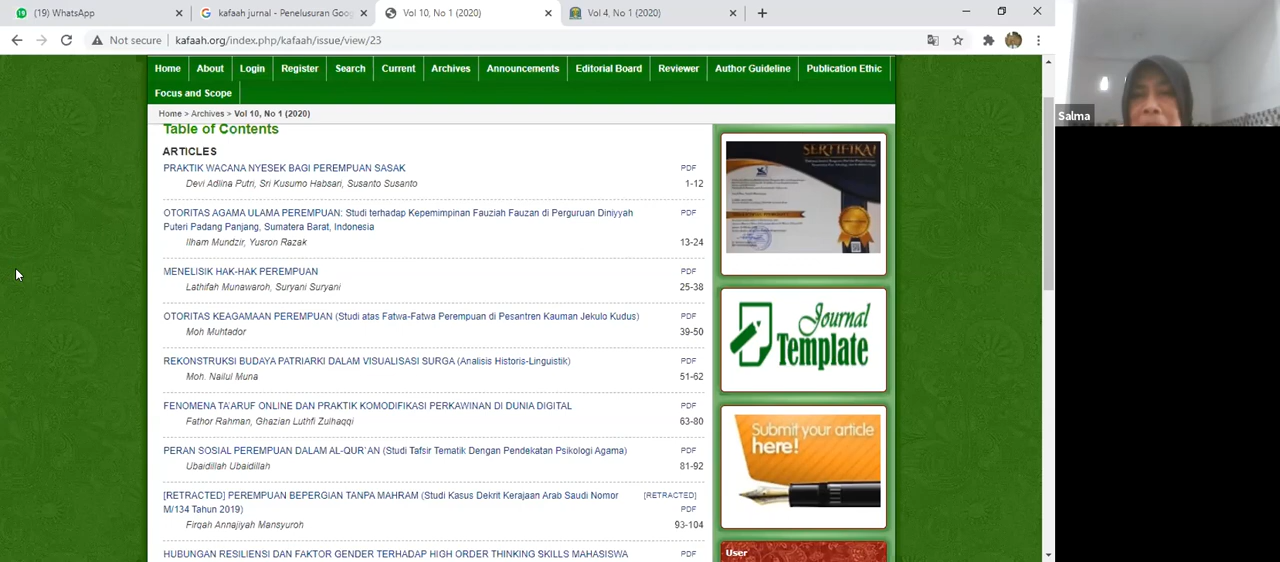 (19) WhatsApp
kafaah jurnal - Penelusuran Goo
Vol 10, No 1 (2020)
Vol 4, No 1 (2020)
Not secure
kafaah.org/index.php/kafaah/issue/view/23
Home About Login Register Search Current Archives Announcements Editorial Board Reviewer Author Guideline Publication Ethic
Focus and Scope
Home > Archives > Vol 10, No 1 (2020)
Table of Contents
ARTICLES
PRAKTIK WACANA NYESEK BAGI PEREMPUAN SASAK PDF
Devi Adlina Putri, Sri Kusumo Habsari, Susanto Susanto 1-12
OTORITAS AGAMA ULAMA PEREMPUAN: Studi terhadap Kepemimpinan Fauziah Fauzan di Perguruan Diniyyah PDF
Puteri Padang Panjang, Sumatera Barat, Indonesia
Ilham Mundzir, Yusron Razak 13-24
MENELISIK HAK-HAK PEREMPUAN PDF
Lathifah Munawaroh, Suryani Suryani 25-38
OTORITAS KEAGAMAAN PEREMPUAN (Studi atas Fatwa-Fatwa Perempuan di Pesantren Kauman Jekulo Kudus) PDF
Moh Muhtador 39-50
REKONSTRUKSI BUDAYA PATRIARKI DALAM VISUALISASI SURGA (Analisis Historis-Linguistik) PDF
Moh. Nailul Muna 51-62
FENOMENA TA'ARUF ONLINE DAN PRAKTIK KOMODIFIKASI PERKAWINAN DI DUNIA DIGITAL PDF
Fathor Rahman, Ghazian Luthfi Zulhaqqi 63-80
PERAN SOSIAL PEREMPUAN DALAM AL-QUR`AN (Studi Tafsir Tematik Dengan Pendekatan Psikologi Agama) PDF
Ubaidillah Ubaidillah 81-92
[RETRACTED] PEREMPUAN BEPERGIAN TANPA MAHRAM (Studi Kasus Dekrit Kerajaan Arab Saudi Nomor [RETRACTED]
M/134 Tahun 2019) PDF
Firqah Annajiyah Mansyuroh 93-104
HUBUNGAN RESILIENSI DAN FAKTOR GENDER TERHADAP HIGH ORDER THINKING SKILLS MAHASISWA PDF
SERTIFIKAT
Journal
Template
Submit your article
here!
User
Salma